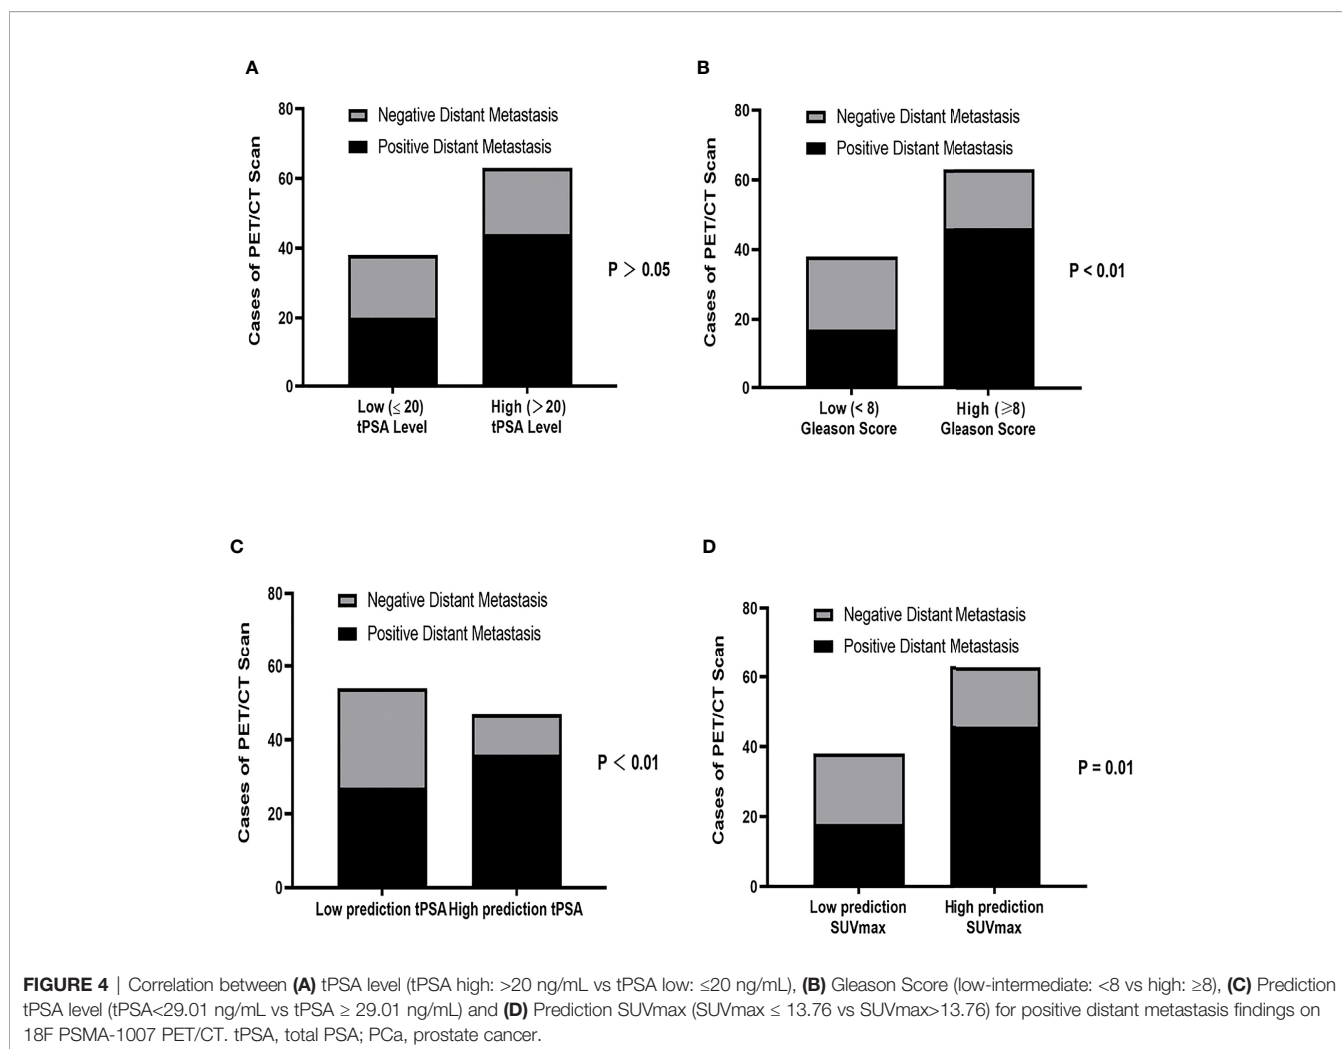 A
80
60
40
20
0
Cases of PET/CT Scan
Negative Distant Metastasis
Positive Distant Metastasis
P > 0.05
Low (≤ 20)
tPSA Level
High (> 20)
tPSA Level
B
80
60
40
20
0
Cases of PET/CT Scan
Negative Distant Metastasis
Positive Distant Metastasis
P < 0.01
Low (< 8)
Gleason Score
High (≥8)
Gleason Score
C
80
60
40
20
0
Cases of PET/CT Scan
Negative Distant Metastasis
Positive Distant Metastasis
P < 0.01
Low prediction tPSA
High prediction tPSA
D
80
60
40
20
0
Cases of PET/CT Scan
Negative Distant Metastasis
Positive Distant Metastasis
P = 0.01
Low prediction
SUVmax
High prediction
SUVmax
FIGURE 4 | Correlation between (A) tPSA level (tPSA high: >20 ng/mL vs tPSA low: ≤20 ng/mL), (B) Gleason Score (low-intermediate: <8 vs high: ≥8), (C) Prediction
tPSA level (tPSA<29.01 ng/mL vs tPSA ≥ 29.01 ng/mL) and (D) Prediction SUVmax (SUVmax ≤ 13.76 vs SUVmax>13.76) for positive distant metastasis findings on
18F PSMA-1007 PET/CT. tPSA, total PSA; PCa, prostate cancer.